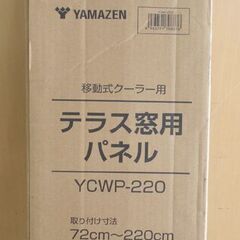 YAMAZEN
移動式クーラー用
テラス窓用
パネル
YCWP-220
取り付け寸法
72cm～220cm